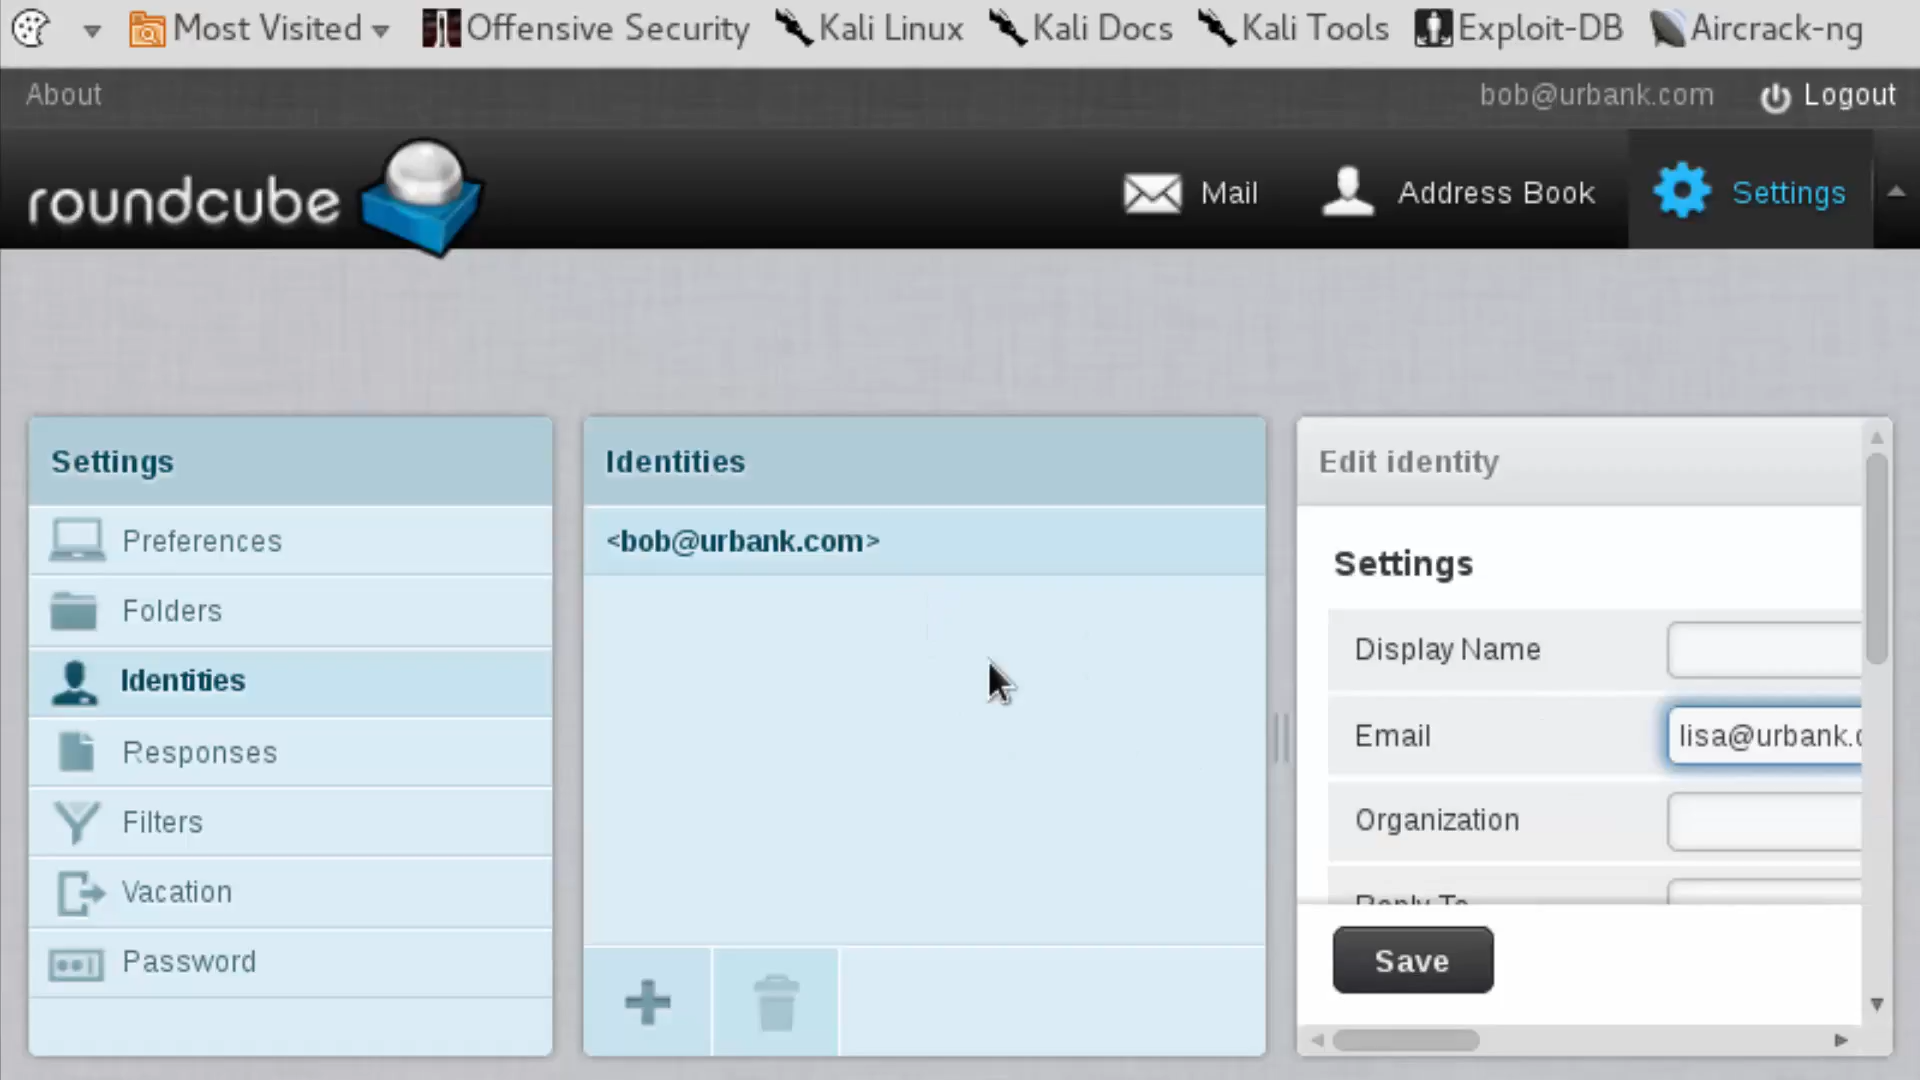 Most Visited Offensive Security Kali Linux Kali Docs Kali Tools Exploit-DB Aircrack-ng
About bob@urbank.com Logout
roundcube Mail Address Book Settings
Settings
Preferences
Folders
Identities
Responses
Filters
Vacation
Password
Identities
<bob@urbank.com>
Edit identity
Settings
Display Name
Email lisa@urbank.c
Organization
Reply To
Save